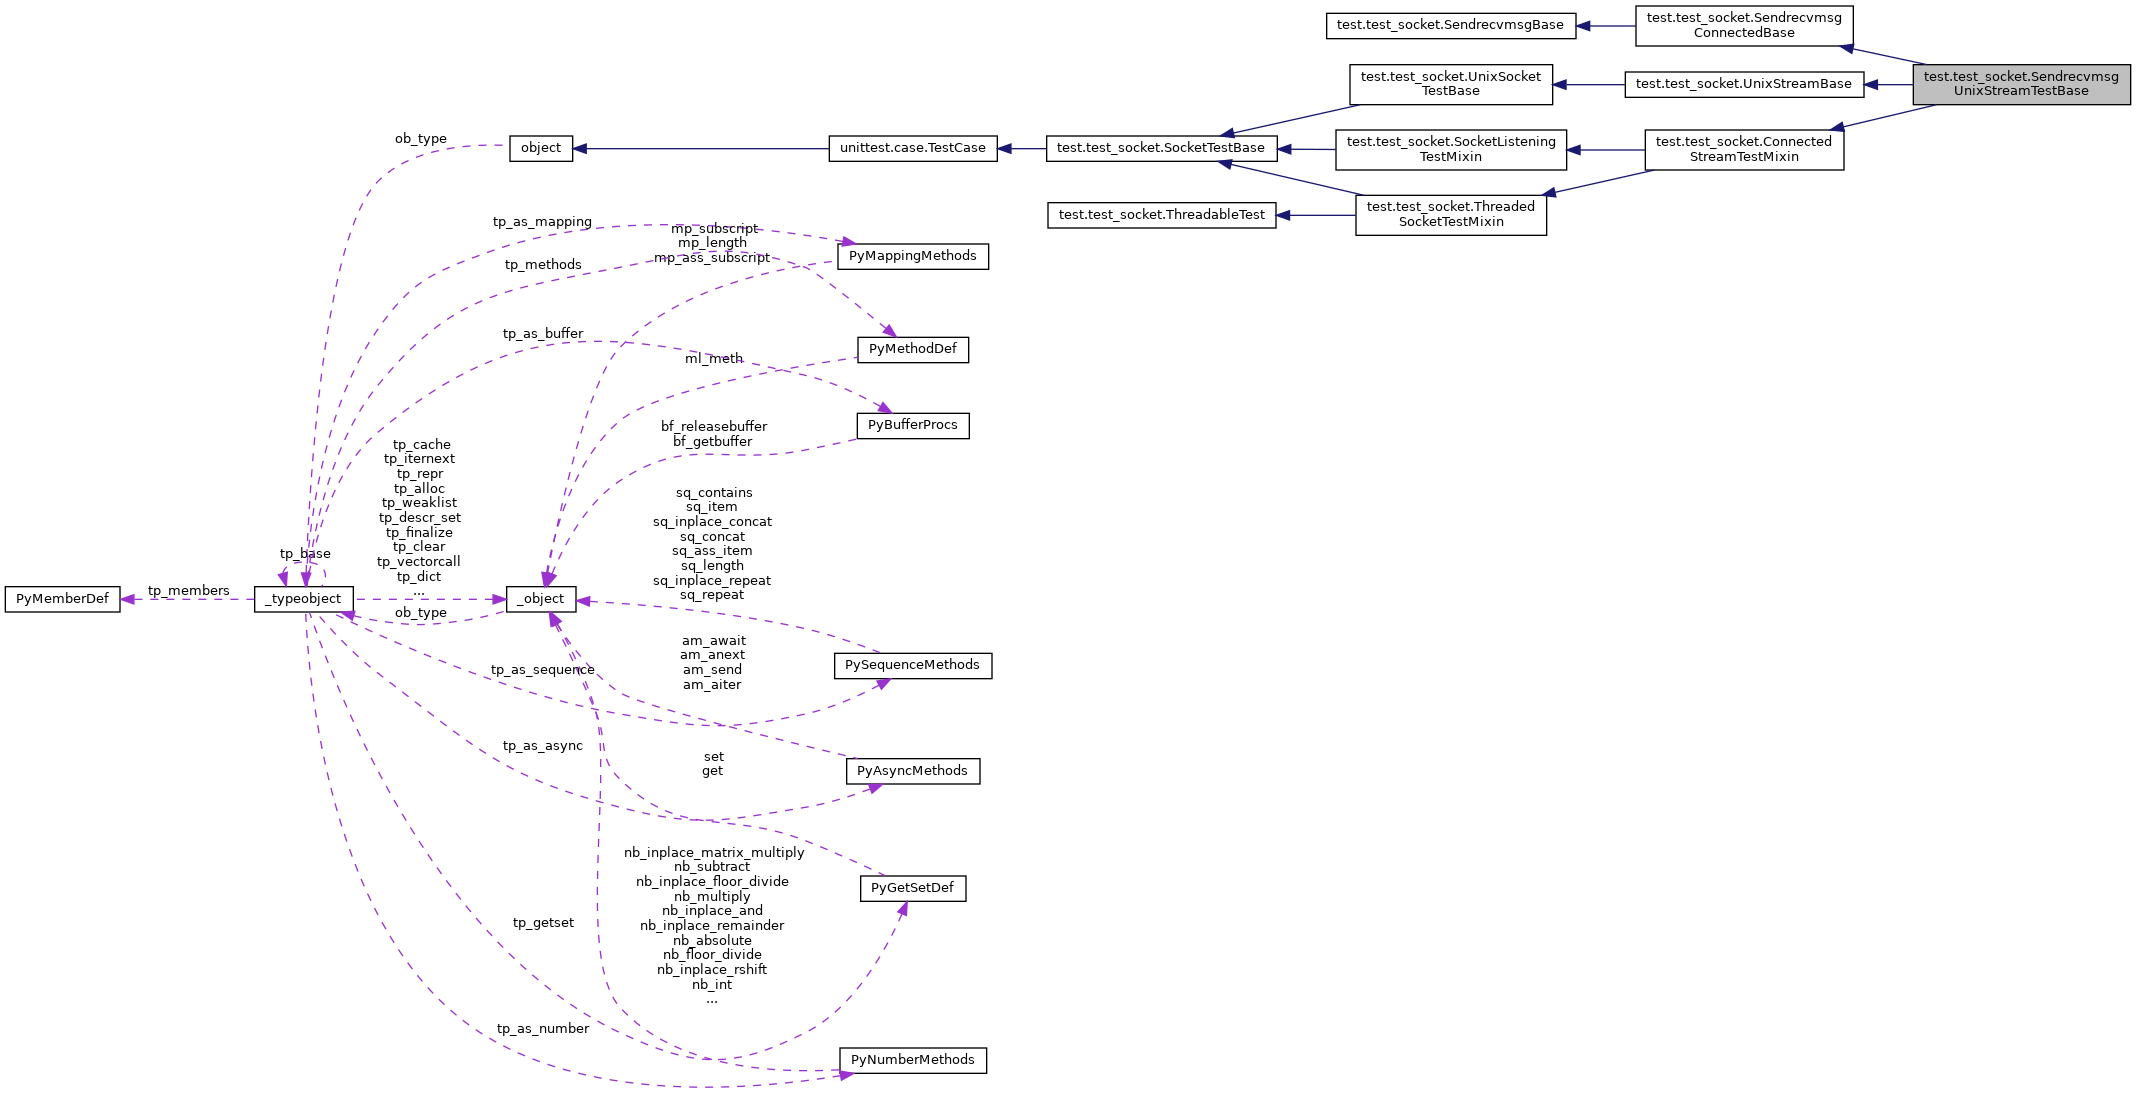 test.test_socket.SendrecvmsgBase
test.test_socket.Sendrecvmsg
ConnectedBase
test.test_socket.UnixSocket
TestBase
test.test_socket.UnixStreamBase
test.test_socket.Sendrecvmsg
UnixStreamTestBase
ob_type
object
unittest.case.TestCase
test.test_socket.SocketTestBase
test.test_socket.SocketListening
TestMixin
test.test_socket.Connected
StreamTestMixin
test.test_socket.ThreadableTest
test.test_socket.Threaded
SocketTestMixin
tp_as_mapping
mp_subscript
mp_length
mp_ass_subscript
PyMappingMethods
tp_methods
tp_as_buffer
PyMethodDef
ml_meth
PyBufferProcs
bf_releasebuffer
bf_getbuffer
tp_cache
tp_iternext
tp_repr
tp_alloc
tp_weaklist
tp_descr_set
tp_finalize
tp_clear
tp_vectorcall
tp_dict
...
sq_contains
sq_item
sq_inplace_concat
sq_concat
sq_ass_item
sq_length
sq_inplace_repeat
sq_repeat
tp_base
PyMemberDef
tp_members
_typeobject
_object
ob_type
am_await
am_anext
am_send
am_aiter
PySequenceMethods
tp_as_sequence
tp_as_async
set
get
PyAsyncMethods
nb_inplace_matrix_multiply
nb_subtract
nb_inplace_floor_divide
nb_multiply
nb_inplace_and
nb_inplace_remainder
nb_absolute
nb_floor_divide
nb_inplace_rshift
nb_int
...
PyGetSetDef
tp_getset
tp_as_number
PyNumberMethods